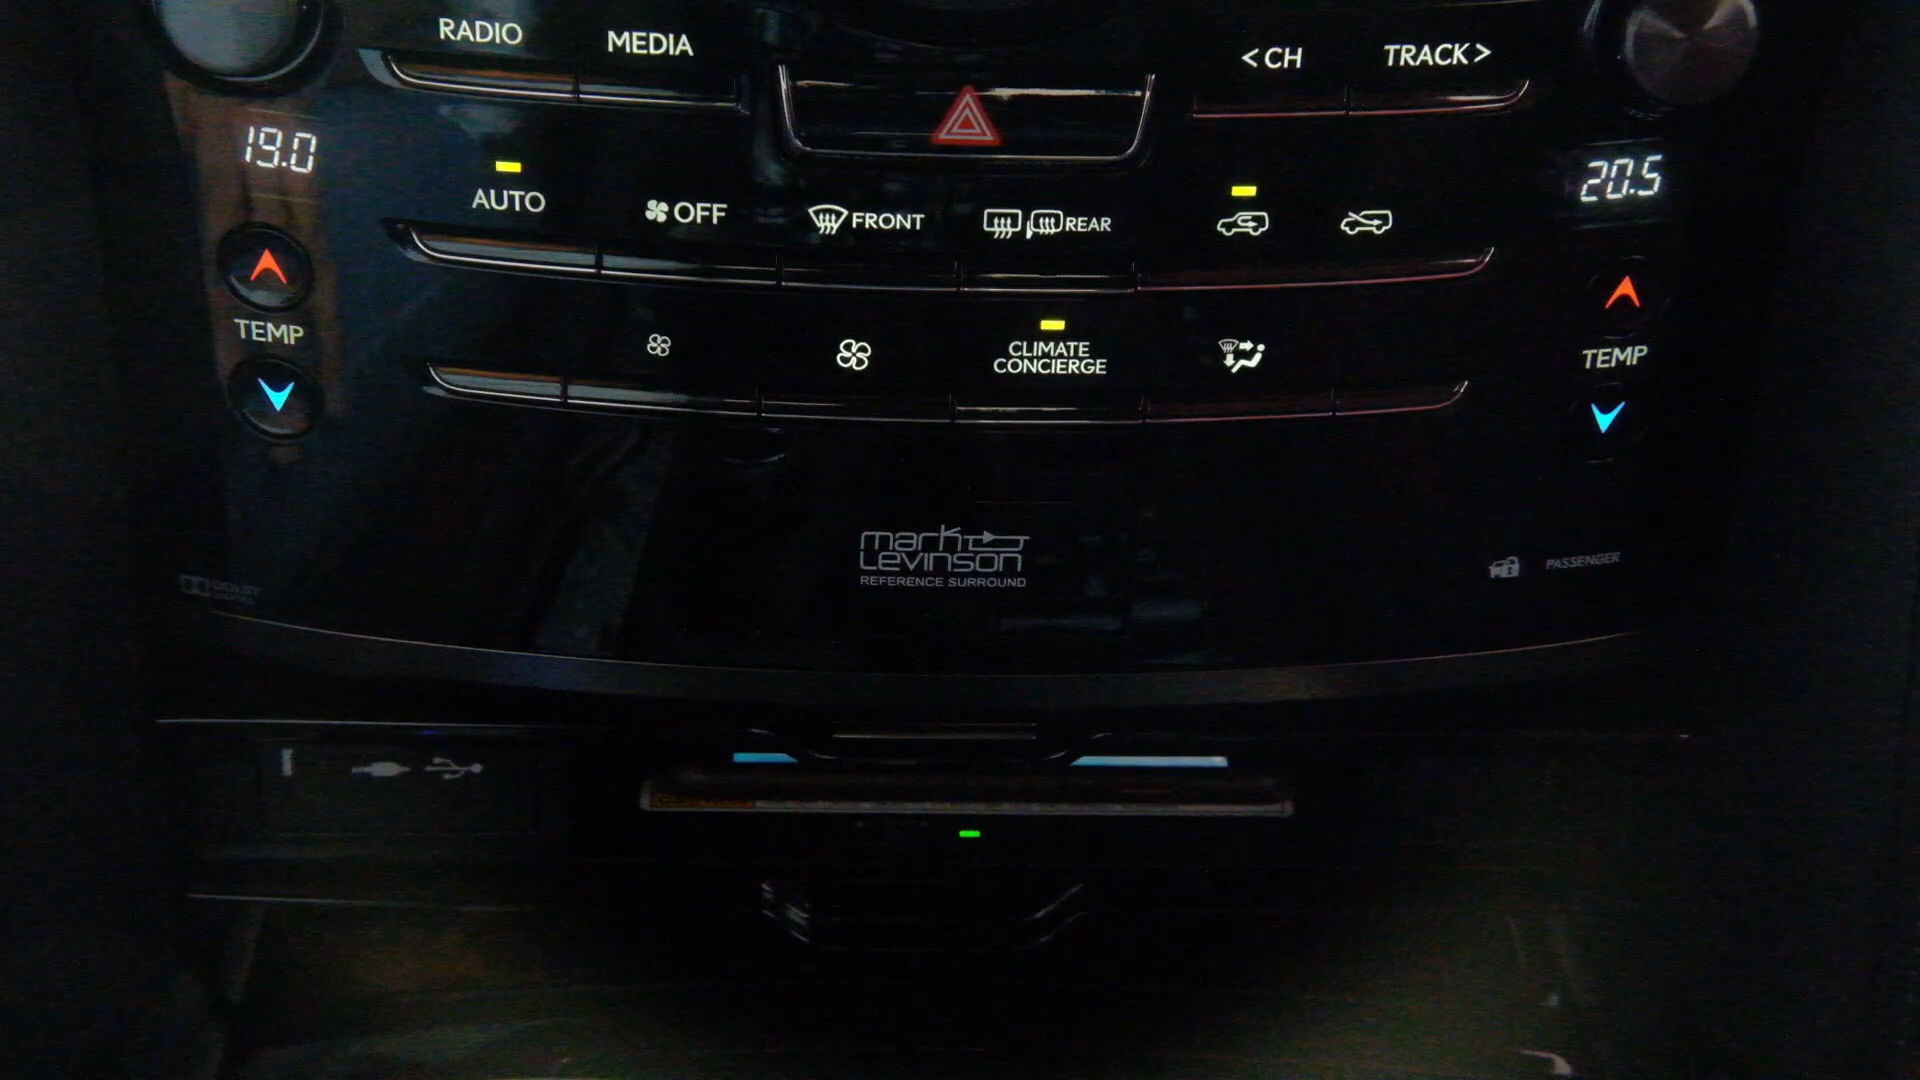 RADIO
MEDIA
< CH
TRACK >
19.0
20.5
AUTO
OFF
FRONT
REAR
TEMP
CLIMATE
CONCIERGE
TEMP
mark
Levinson
REFERENCE SURROUND
PASSENGER
DOLBY